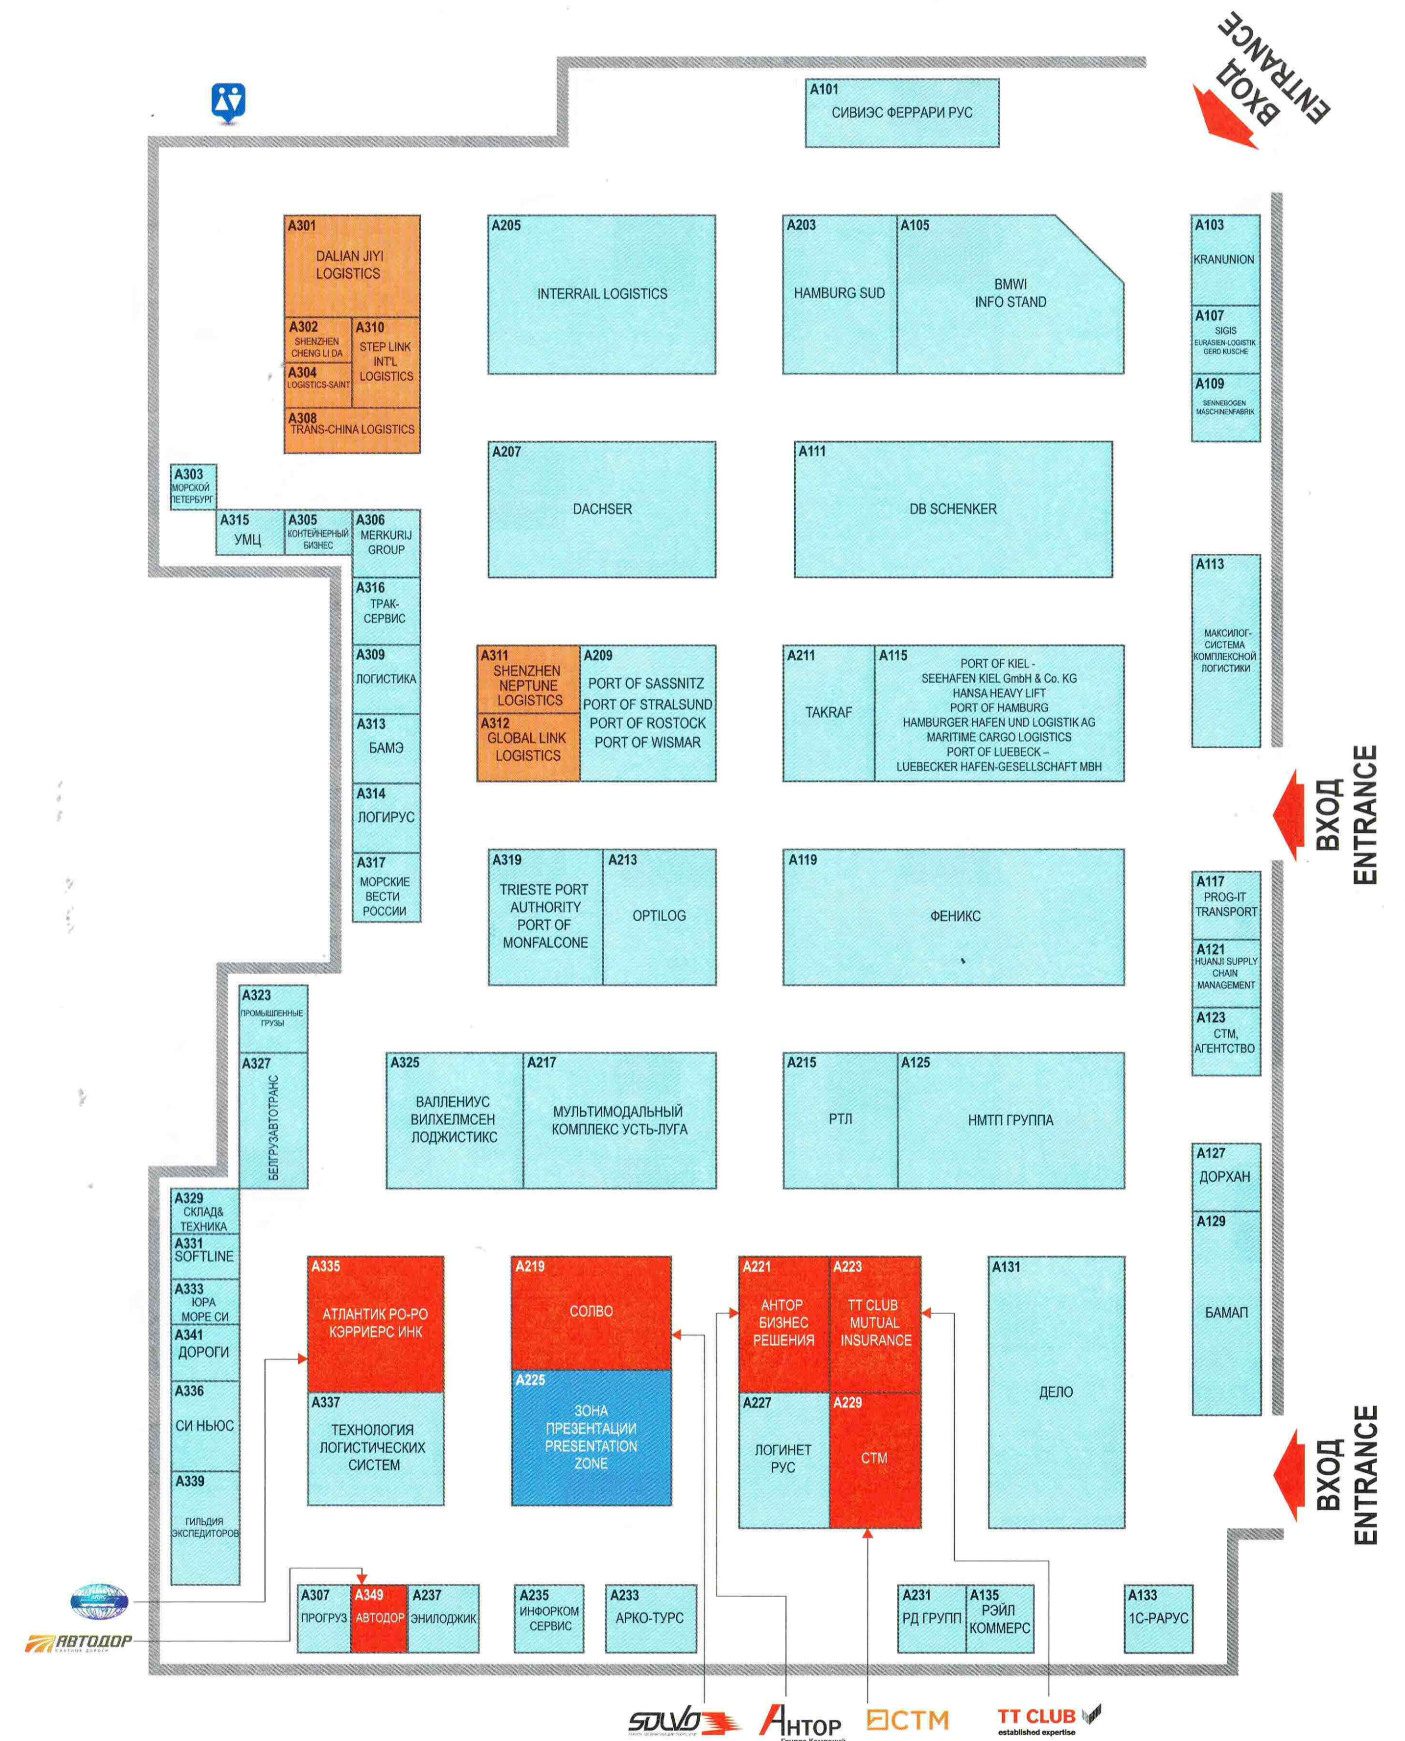 ВХОД
ENTRANCE
A101
СИВИЭС ФЕРРАРИ РУС
A301
DALIAN JIYI
LOGISTICS
A302
SHENZHEN
CHENG LI DA
A310
STEP LINK
INT'L
LOGISTICS
A304
LOGISTICS-SAINT
A308
TRANS-CHINA LOGISTICS
A205
INTERRAIL LOGISTICS
A203
HAMBURG SUD
A105
BMWI
INFO STAND
A103
KRANUNION
A107
SIGIS
EURASIEN-LOGISTIK
GERD KUSCHE
A109
SENNEBOGEN
MASCHINENFABRIK
A303
МОРСКОЙ
ПЕТЕРБУРГ
A315
УМЦ
A305
КОНТЕЙНЕРНЫЙ
БИЗНЕС
A306
MERKURIJ
GROUP
A207
DACHSER
A111
DB SCHENKER
A113
МАКСИЛОГ-
СИСТЕМА
КОМПЛЕКСНОЙ
ЛОГИСТИКИ
A316
ТРАК-
СЕРВИС
A309
ЛОГИСТИКА
A313
БАМЭ
A314
ЛОГИРУС
A317
МОРСКИЕ
ВЕСТИ
РОССИИ
A311
SHENZHEN
NEPTUNE
LOGISTICS
A312
GLOBAL LINK
LOGISTICS
A209
PORT OF SASSNITZ
PORT OF STRALSUND
PORT OF ROSTOCK
PORT OF WISMAR
A211
TAKRAF
A115
PORT OF KIEL -
SEEHAFEN KIEL GmbH & Co. KG
HANSA HEAVY LIFT
PORT OF HAMBURG
HAMBURGER HAFEN UND LOGISTIK AG
MARITIME CARGO LOGISTICS
PORT OF LUEBECK –
LUEBECKER HAFEN-GESELLSCHAFT MBH
ВХОД
ENTRANCE
A319
TRIESTE PORT
AUTHORITY
PORT OF
MONFALCONE
A213
OPTILOG
A119
ФЕНИКС
A117
PROG-IT
TRANSPORT
A121
HUANJI SUPPLY
CHAIN
MANAGEMENT
A123
СТМ,
АГЕНТСТВО
A323
ПРОМЫШЛЕННЫЕ
ГРУЗЫ
A327
БЕЛГРУЗАВТОТРАНС
A325
ВАЛЛЕНИУС
ВИЛХЕЛМСЕН
ЛОДЖИСТИКС
A217
МУЛЬТИМОДАЛЬНЫЙ
КОМПЛЕКС УСТЬ-ЛУГА
A215
РТЛ
A125
НМТП ГРУППА
A127
ДОРХАН
A129
БАМАП
A329
СКЛАД&
ТЕХНИКА
A331
SOFTLINE
A333
ЮРА
МОРЕ СИ
A341
ДОРОГИ
A336
СИ НЬЮС
A339
ГИЛЬДИЯ
ЭКСПЕДИТОРОВ
A335
АТЛАНТИК РО-РО
КЭРРИЕРС ИНК
A337
ТЕХНОЛОГИЯ
ЛОГИСТИЧЕСКИХ
СИСТЕМ
A219
СОЛВО
A225
ЗОНА
ПРЕЗЕНТАЦИИ
PRESENTATION
ZONE
A221
АНТОР
БИЗНЕС
РЕШЕНИЯ
A223
TT CLUB
MUTUAL
INSURANCE
A227
ЛОГИНЕТ
РУС
A229
СТМ
A131
ДЕЛО
ВХОД
ENTRANCE
A307
ПРОГРУЗ
A349
АВТОДОР
A237
ЭНИЛОДЖИК
A235
ИНФОРКОМ
СЕРВИС
A233
АРКО-ТУРС
A231
РД ГРУПП
A135
РЭЙЛ
КОММЕРС
A133
1С-РАРУС
АВТОДОР
SOLVO
АНТОР
Группа Компаний
СТМ
TT CLUB
established expertise